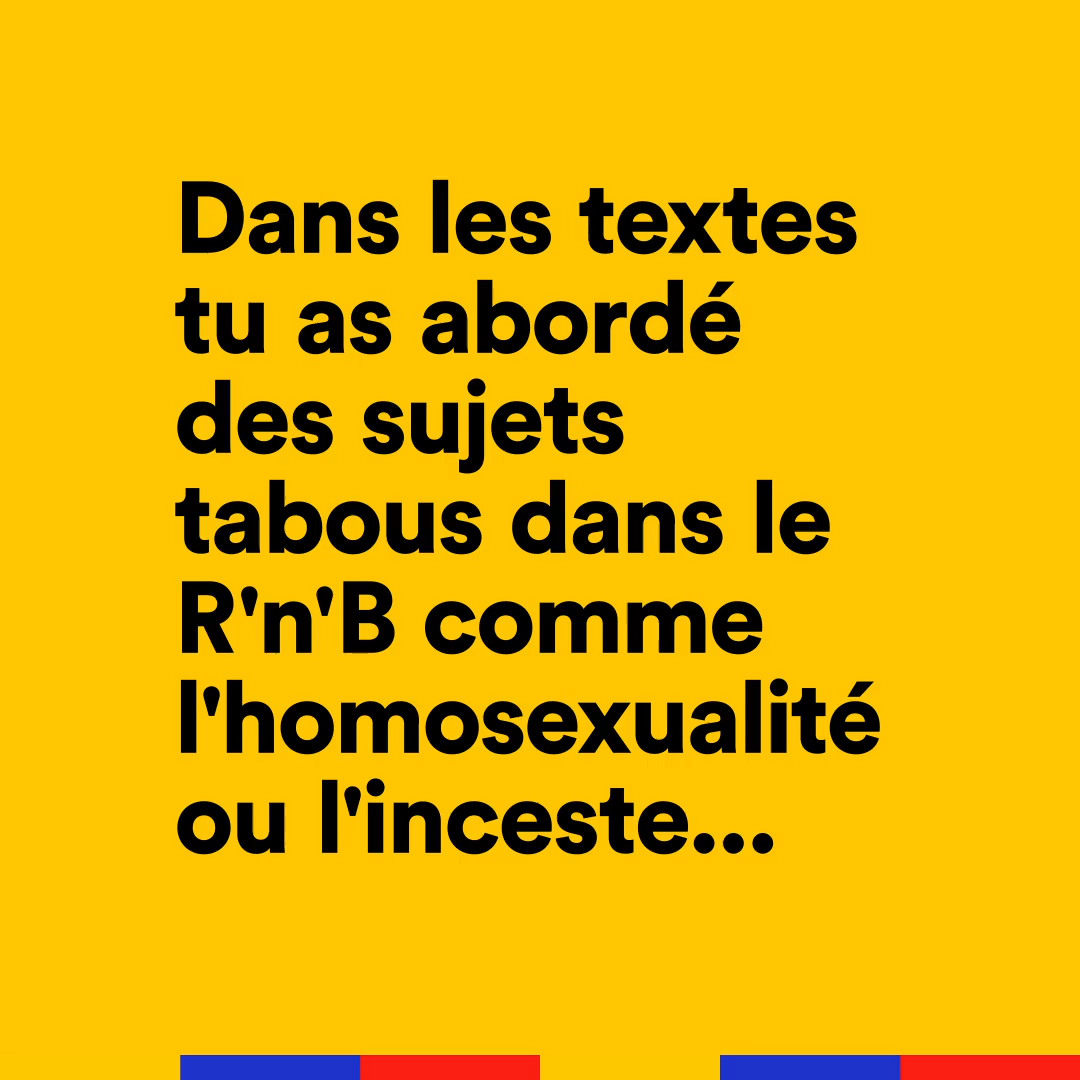 Dans les textes
tu as abordé
des sujets
tabous dans le
R'n'B comme
l'homosexualité
ou l'inceste...